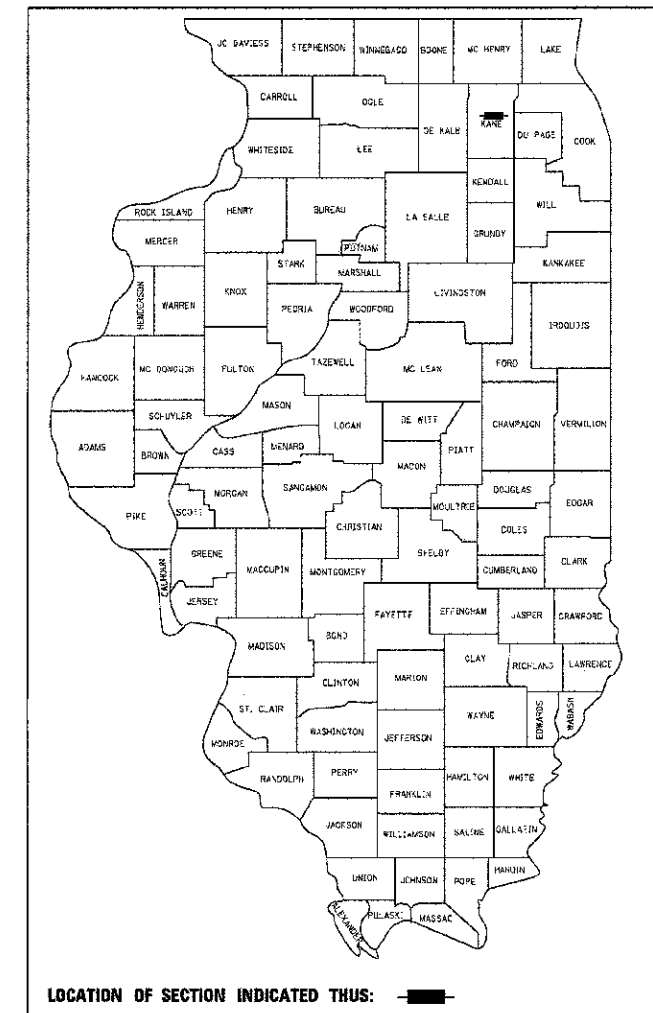 JO DAVIESS STEPHENSON WINNEBAGO BOONE MC HENRY LAKE
CARROLL OGLE DE KALB KANE DU PAGE COOK
WHITESIDE LEE KENDALL WILL
ROCK ISLAND HENRY BUREAU LA SALLE GRUNDY
MERCER PUTNAM KANKAKEE
STARK MARSHALL
HENDERSON WARREN KNOX PEORIA WOODFORD LIVINGSTON IROQUOIS
HANCOCK MC DONOUGH FULTON TAZEWELL MC LEAN FORD
SCHUYLER MASON LOGAN DE WITT CHAMPAIGN VERMILION
ADAMS BROWN CASS MENARD MACON PIATT
PIKE SCOTT MORGAN SANGAMON CHRISTIAN MOULTRIE DOUGLAS EDGAR
COLES
CALHOUN GREENE MACOUPIN MONTGOMERY SHELBY CUMBERLAND CLARK
JERSEY FAYETTE EFFINGHAM JASPER CRAWFORD
MADISON BOND CLAY RICHLAND LAWRENCE
CLINTON MARION
ST. CLAIR WASHINGTON JEFFERSON WAYNE EDWARDS WABASH
MONROE
RANDOLPH PERRY FRANKLIN HAMILTON WHITE
JACKSON WILLIAMSON SALINE GALLATIN
UNION JOHNSON POPE HARDIN
ALEXANDER PULASKI MASSAC
LOCATION OF SECTION INDICATED THUS: